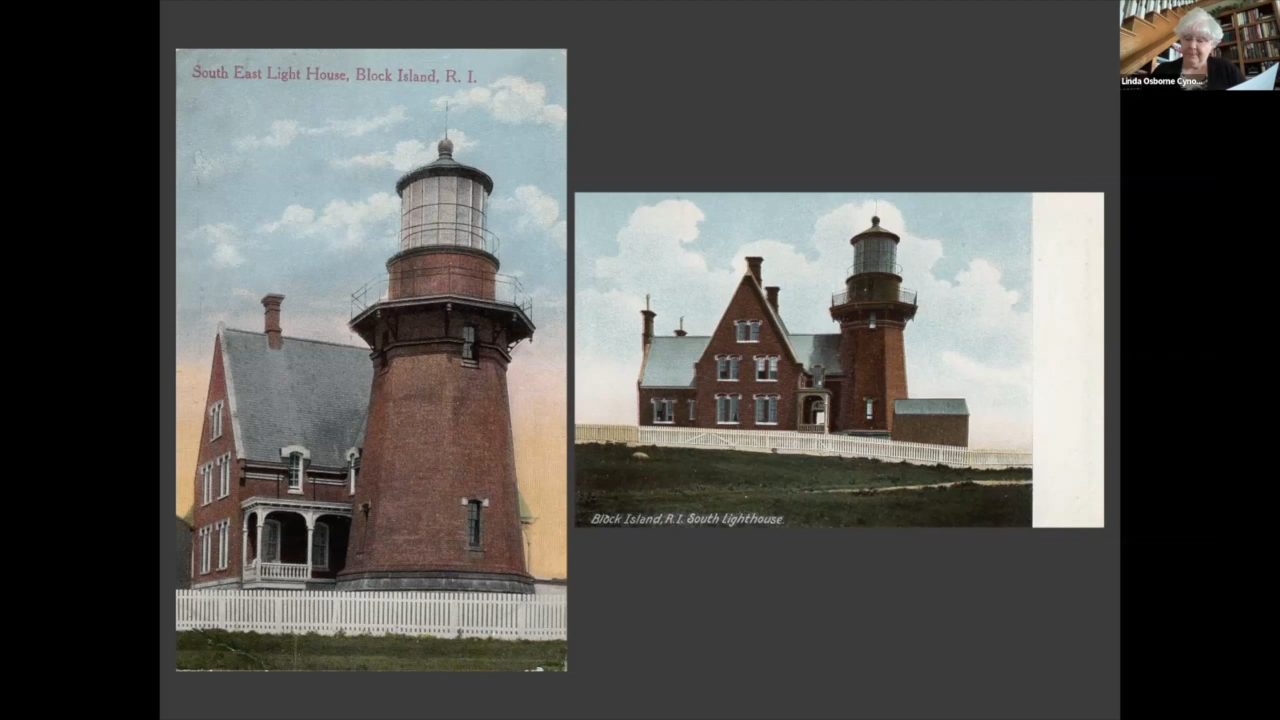 South East Light House, Block Island, R. I.
Block Island, R.I. South Lighthouse.
Linda Osborne Cyno...